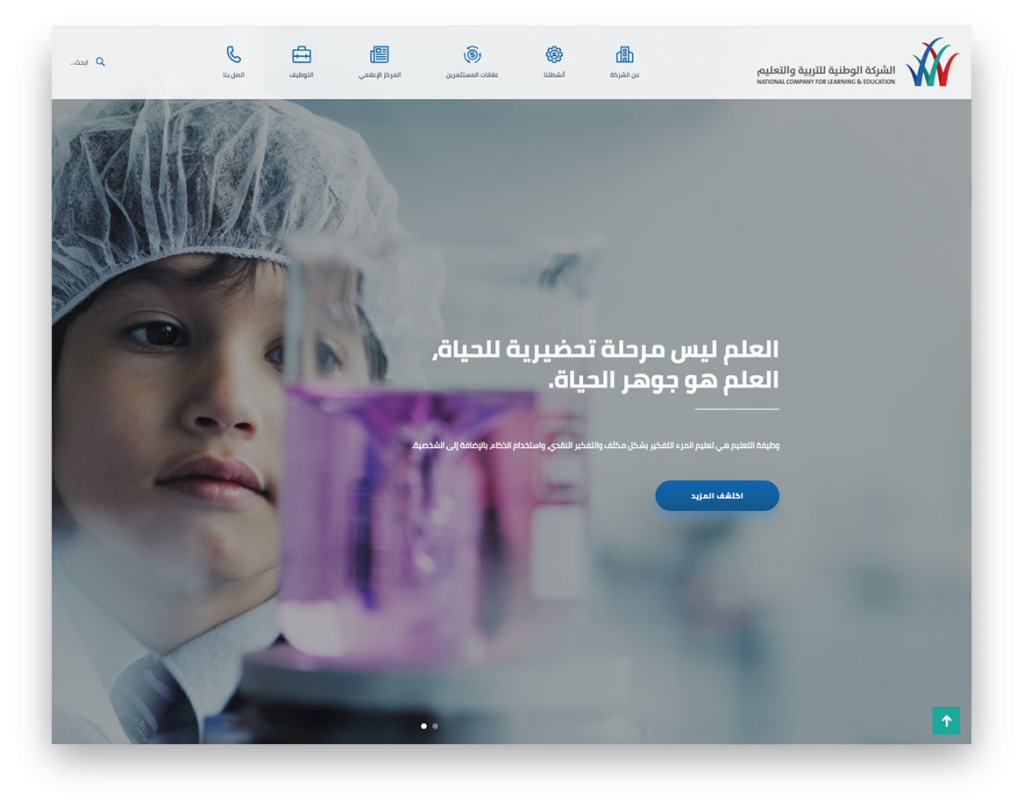 الشركة الوطنية للتربية والتعليم
NATIONAL COMPANY FOR LEARNING & EDUCATION
عن الشركة
أنشطتنا
علاقات المستثمرين
المركز الإعلامي
التوظيف
اتصل بنا
ابحث...
العلم ليس مرحلة تحضيرية للحياة,
العلم هو جوهر الحياة.
وظيفة التعليم هي تعليم المرء التفكير بشكل مكثف والتفكير النقدي, واستخدام الذكاء, بالإضافة إلى الشخصية.
اكتشف المزيد